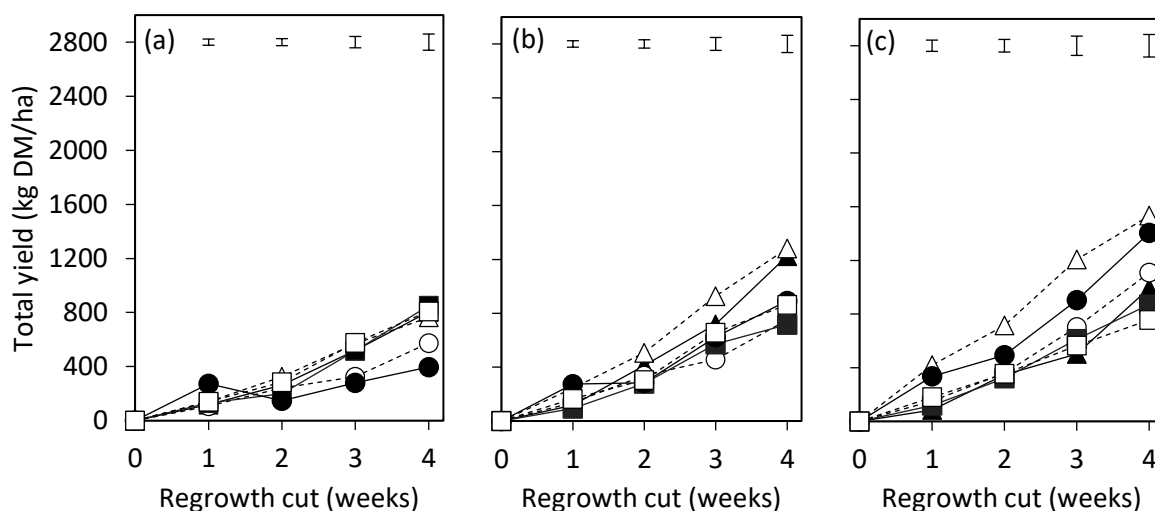 Total yield (kg DM/ha)
2800
2400
2000
1600
1200
800
400
0
(a)
(b)
(c)
0 1 2 3 4
0 1 2 3 4
0 1 2 3 4
Regrowth cut (weeks)
Regrowth cut (weeks)
Regrowth cut (weeks)